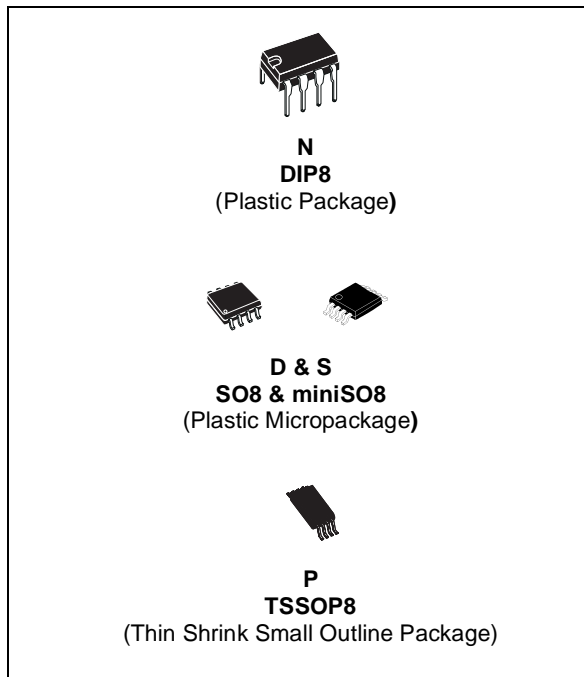 N
DIP8
(Plastic Package)
D & S
SO8 & miniSO8
(Plastic Micropackage)
P
TSSOP8
(Thin Shrink Small Outline Package)